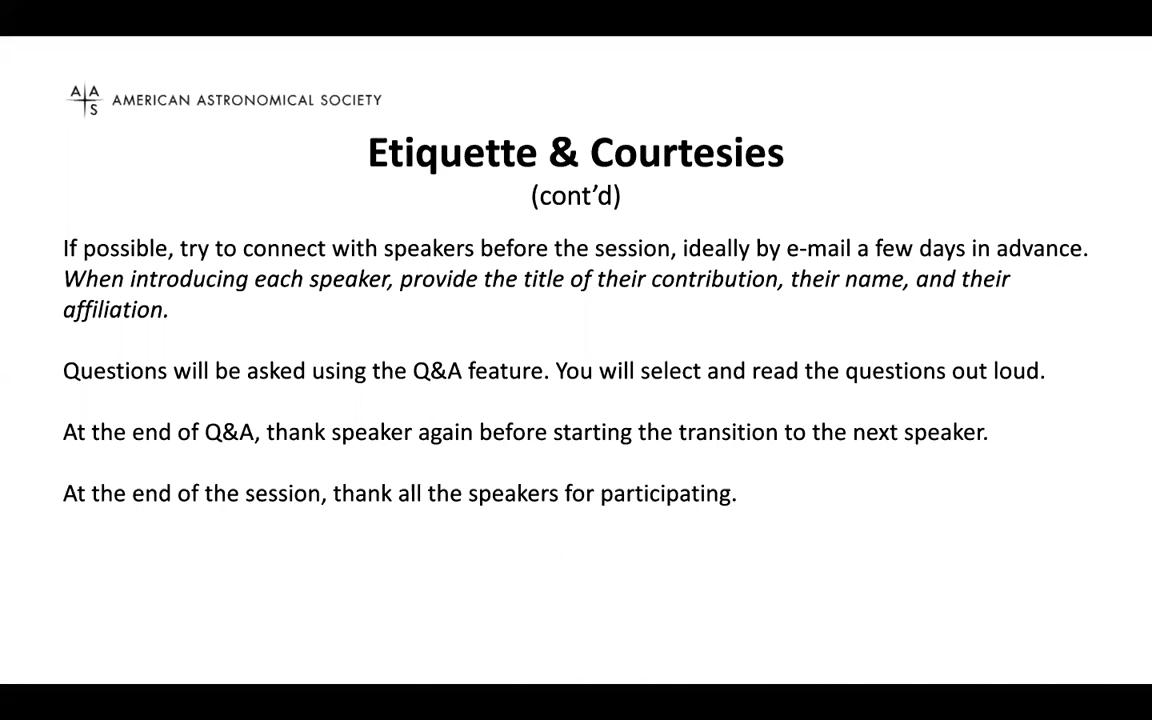 A A
S
AMERICAN ASTRONOMICAL SOCIETY
Etiquette & Courtesies
(cont’d)
If possible, try to connect with speakers before the session, ideally by e-mail a few days in advance.
When introducing each speaker, provide the title of their contribution, their name, and their
affiliation.
Questions will be asked using the Q&A feature. You will select and read the questions out loud.
At the end of Q&A, thank speaker again before starting the transition to the next speaker.
At the end of the session, thank all the speakers for participating.